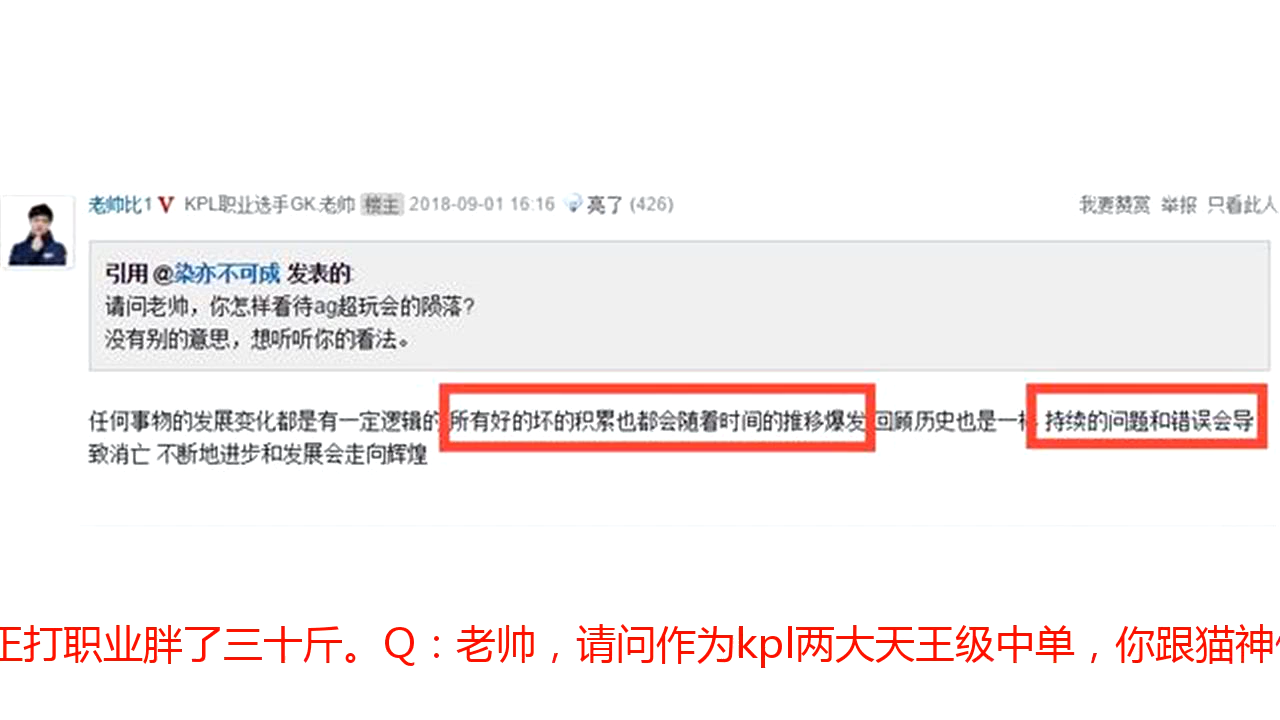 老帅比1 V KPL职业选手GK.老帅 楼主 2018-09-01 16:16 亮了 (426) 我要赞赏 举报 只看此人
引用 @染亦不可成 发表的:
请问老帅，你怎样看待ag超玩会的陨落?
没有别的意思，想听听你的看法。
任何事物的发展变化都是有一定逻辑的 所有好的坏的积累也都会随着时间的推移爆发 回顾历史也是一样 持续的问题和错误会导
致消亡 不断地进步和发展会走向辉煌
正打职业胖了三十斤。Q：老帅，请问作为kpl两大天王级中单，你跟猫神